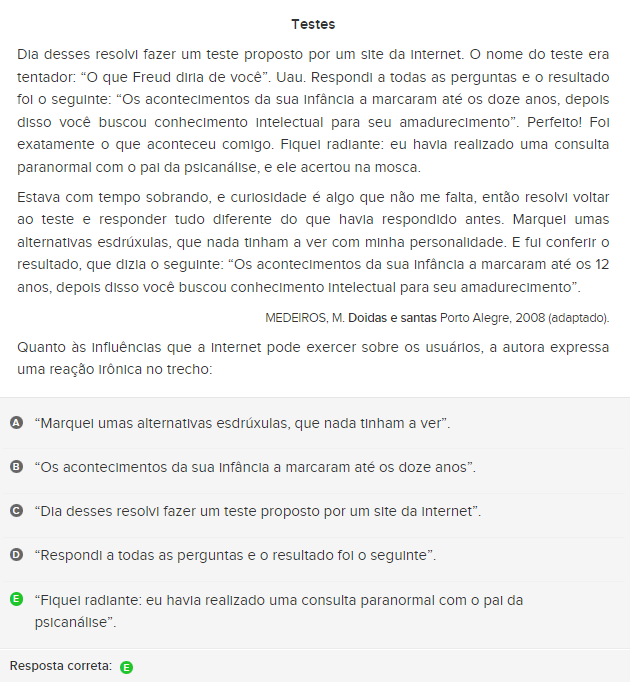 Testes
Dia desses resolvi fazer um teste proposto por um site da internet. O nome do teste era
tentador: “O que Freud diria de você”. Uau. Respondi a todas as perguntas e o resultado
foi o seguinte: “Os acontecimentos da sua infância a marcaram até os doze anos, depois
disso você buscou conhecimento intelectual para seu amadurecimento”. Perfeito! Foi
exatamente o que aconteceu comigo. Fiquei radiante: eu havia realizado uma consulta
paranormal com o pai da psicanálise, e ele acertou na mosca.
Estava com tempo sobrando, e curiosidade é algo que não me falta, então resolvi voltar
ao teste e responder tudo diferente do que havia respondido antes. Marquei umas
alternativas esdrúxulas, que nada tinham a ver com minha personalidade. E fui conferir o
resultado, que dizia o seguinte: “Os acontecimentos da sua infância a marcaram até os 12
anos, depois disso você buscou conhecimento intelectual para seu amadurecimento”.
MEDEIROS, M. Doidas e santas Porto Alegre, 2008 (adaptado).
Quanto às influências que a internet pode exercer sobre os usuários, a autora expressa
uma reação irônica no trecho:
A “Marquei umas alternativas esdrúxulas, que nada tinham a ver”.
B “Os acontecimentos da sua infância a marcaram até os doze anos”.
C “Dia desses resolvi fazer um teste proposto por um site da internet”.
D “Respondi a todas as perguntas e o resultado foi o seguinte”.
E “Fiquei radiante: eu havia realizado uma consulta paranormal com o pai da
psicanálise”.
Resposta correta: E